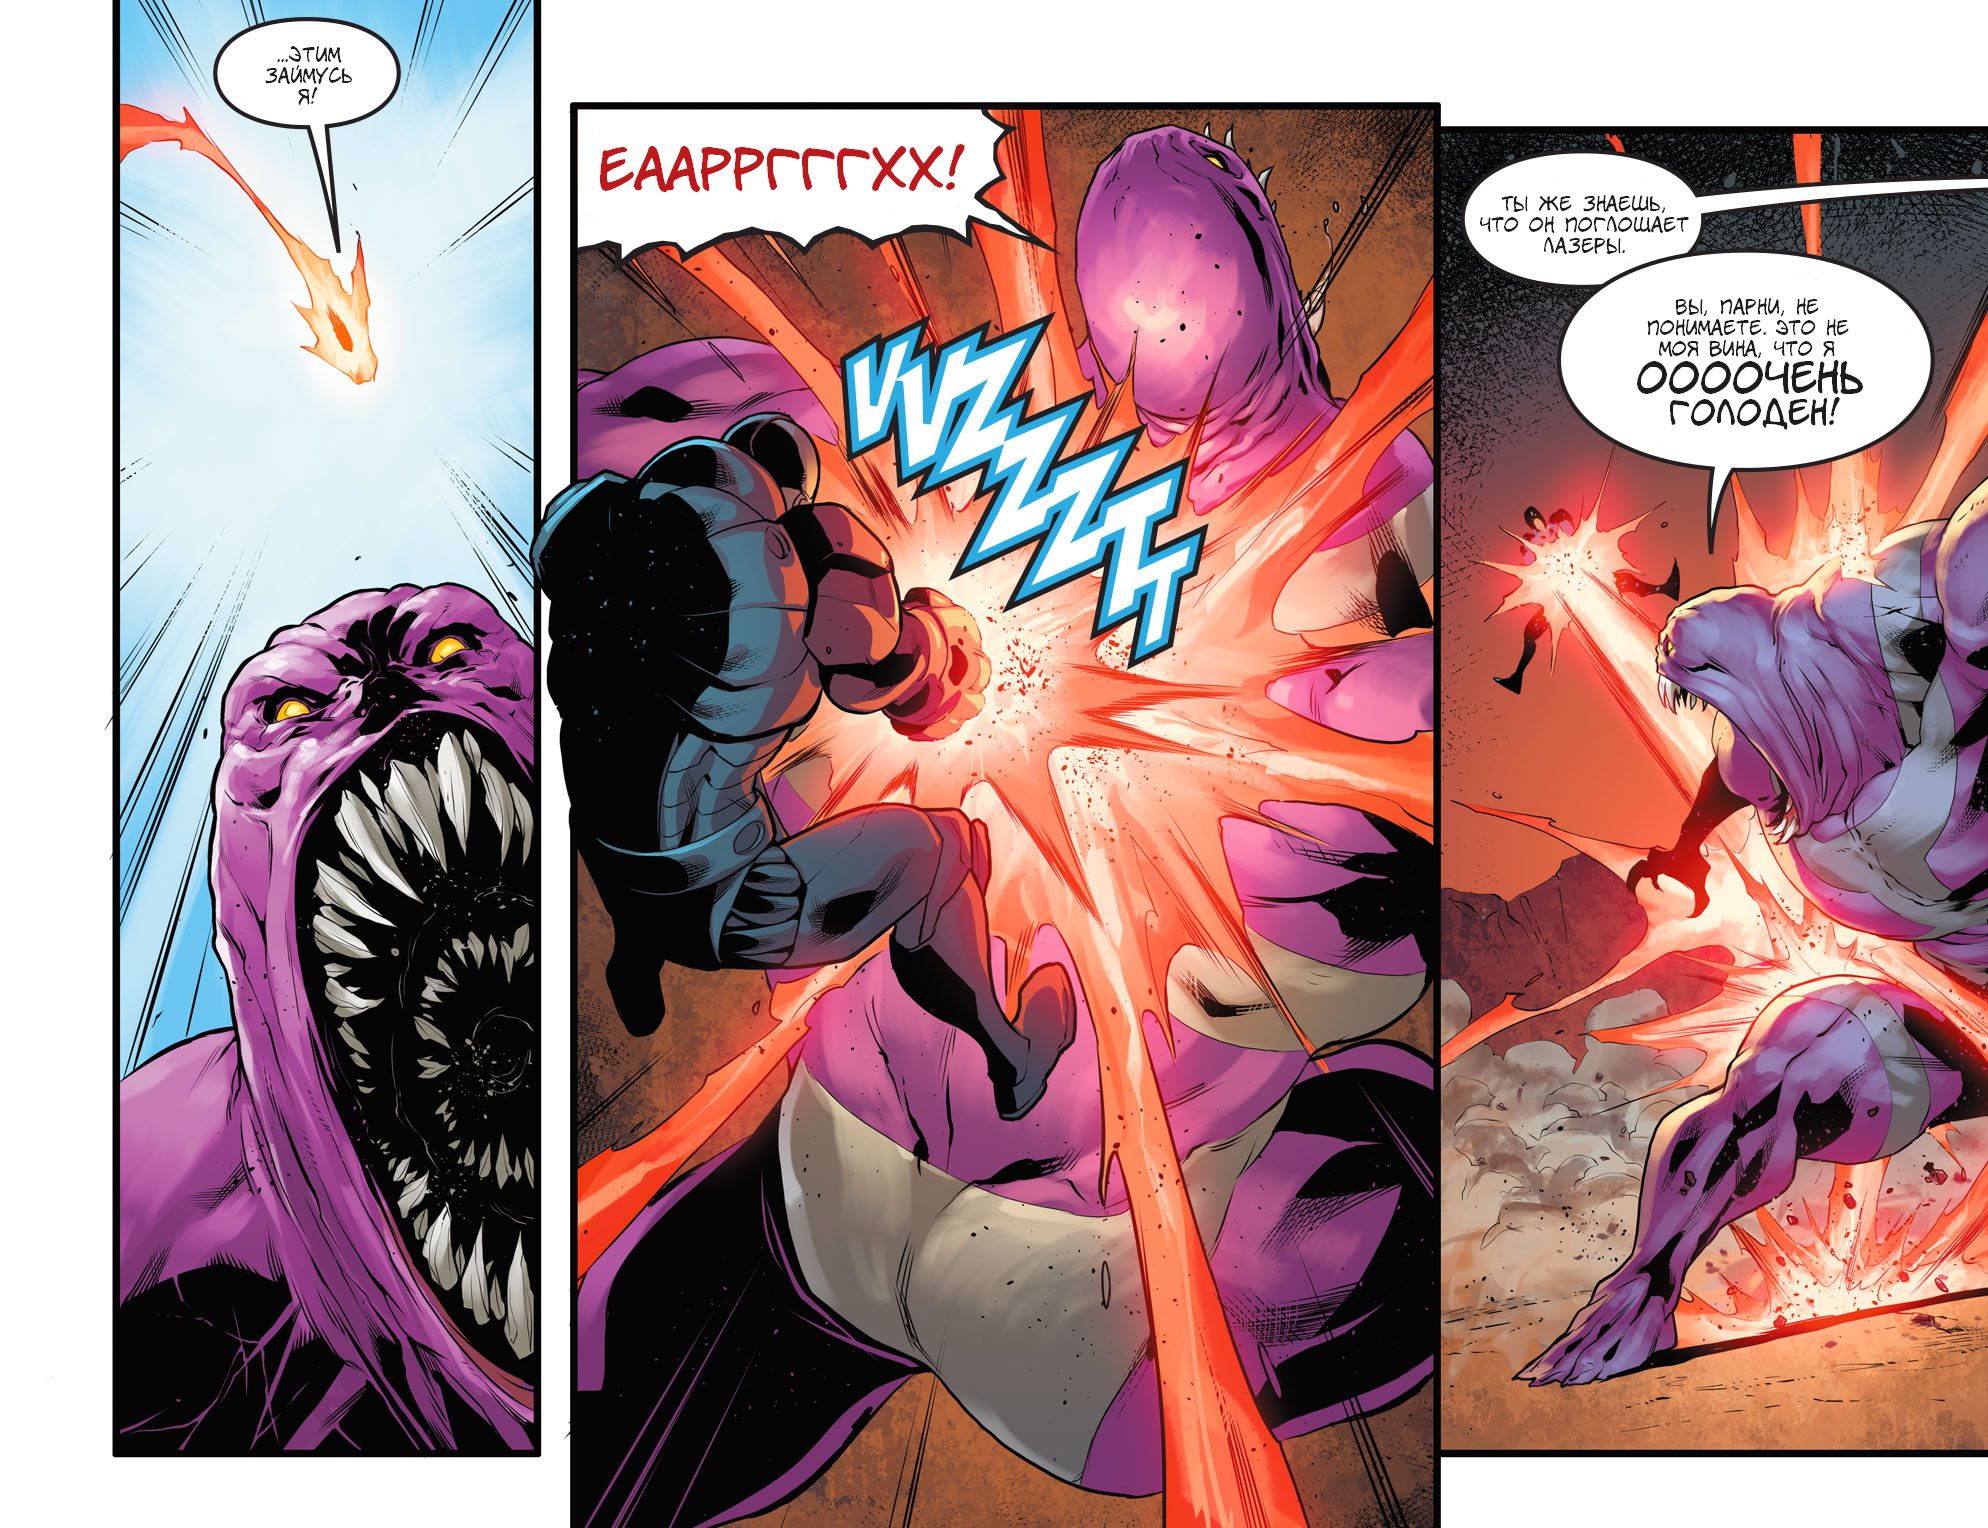 ...ЭТИМ
ЗАЙМУСЬ
Я!
ЕААРРГГГХХ!
VVZZZZTT
ТЫ ЖЕ ЗНАЕШЬ,
ЧТО ОН ПОГЛОЩАЕТ
ЛАЗЕРЫ.
ВЫ, ПАРНИ, НЕ
ПОНИМАЕТЕ. ЭТО НЕ
МОЯ ВИНА, ЧТО Я
ООООЧЕНЬ
ГОЛОДЕН!